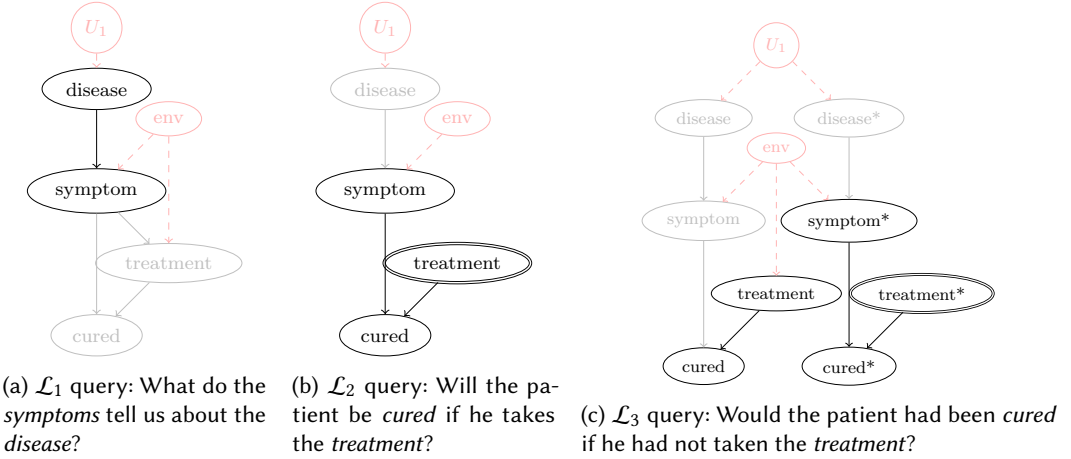 U1
disease
env
symptom
treatment
cured
(a) L1 query: What do the
symptoms tell us about the
disease?
U1
disease
env
symptom
treatment
cured
(b) L2 query: Will the pa-
tient be cured if he takes
the treatment?
U1
disease
disease*
env
symptom
symptom*
treatment
treatment*
cured
cured*
(c) L3 query: Would the patient had been cured
if he had not taken the treatment?